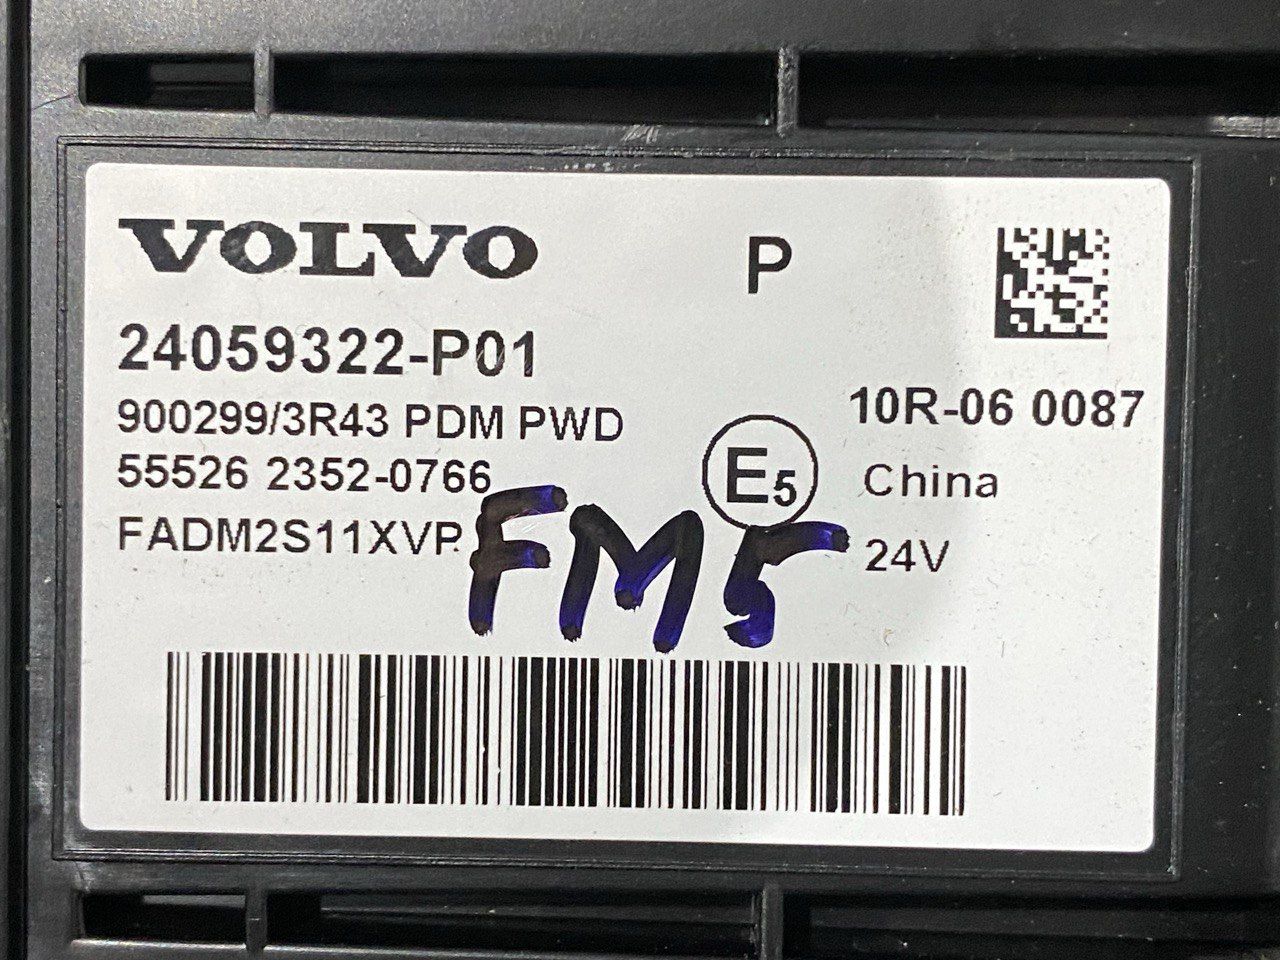 VOLVO
P
24059322-P01
900299/3R43 PDM PWD
10R-06 0087
55526 2352-0766
E5
China
FADM2S11XVP
24V
FM5